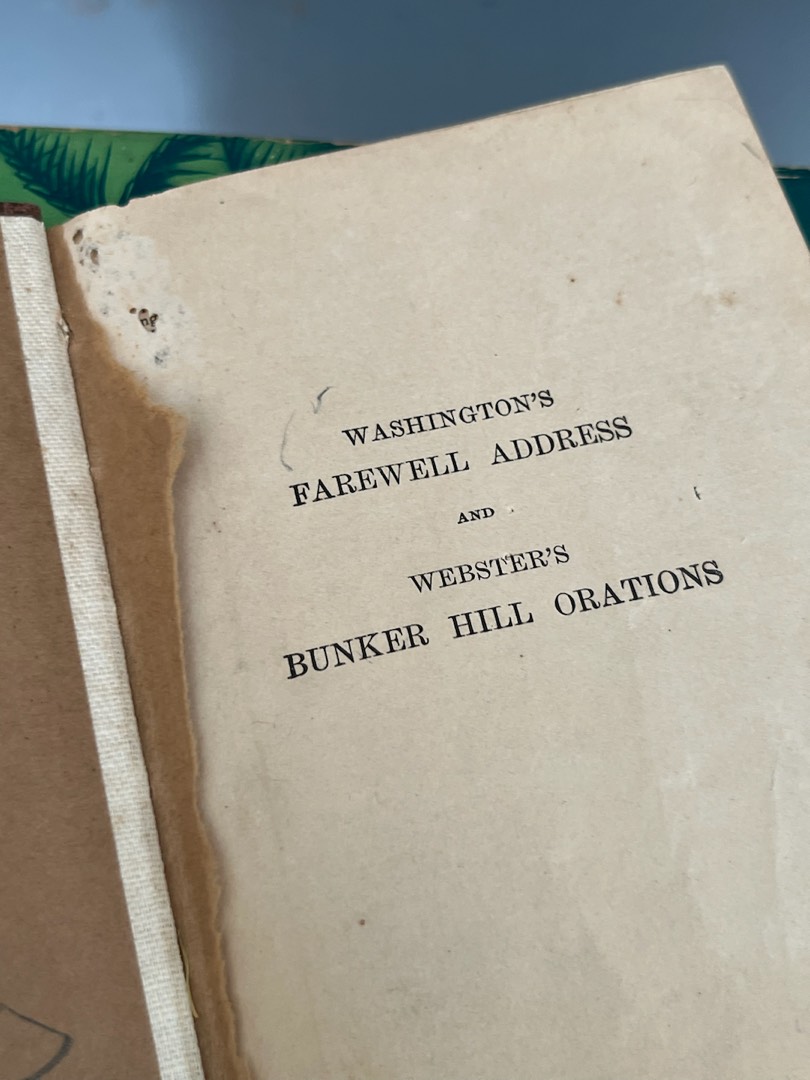 WASHINGTON'S
FAREWELL ADDRESS
AND
WEBSTER'S
BUNKER HILL ORATIONS